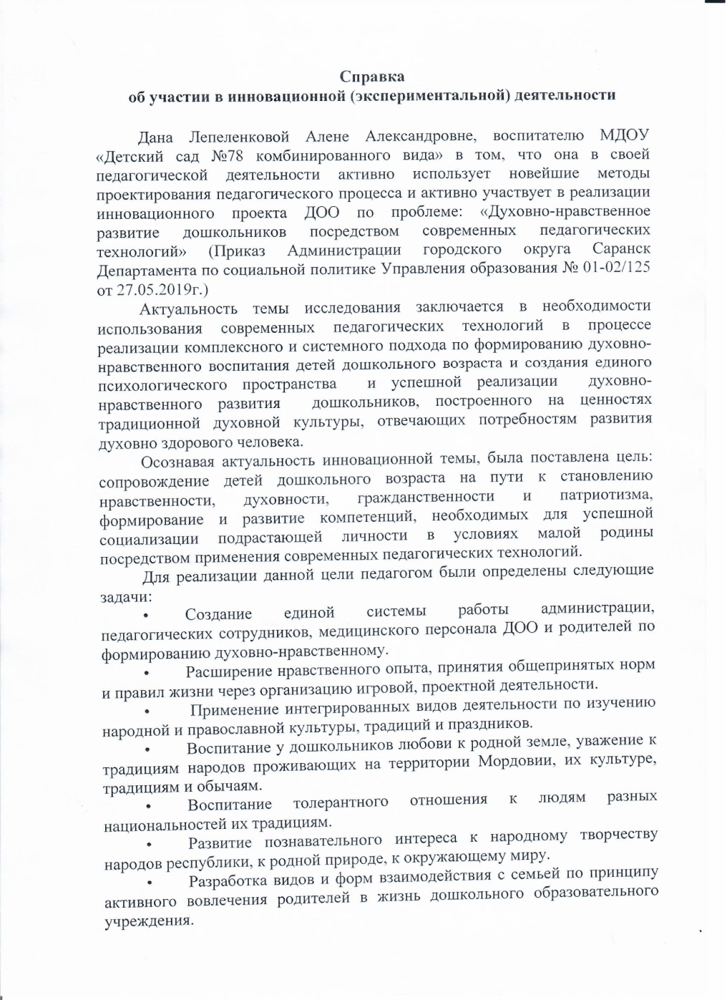 Справка
об участии в инновационной (экспериментальной) деятельности
Дана Лепеленковой Алене Александровне, воспитателю МДОУ
«Детский сад №78 комбинированного вида» в том, что она в своей
педагогической деятельности активно использует новейшие методы
проектирования педагогического процесса и активно участвует в реализации
инновационного проекта ДОО по проблеме: «Духовно-нравственное
развитие дошкольников посредством современных педагогических
технологий» (Приказ Администрации городского округа Саранск
Департамента по социальной политике Управления образования № 01-02/125
от 27.05.2019г.)
Актуальность темы исследования заключается в необходимости
использования современных педагогических технологий в процессе
реализации комплексного и системного подхода по формированию духовно-
нравственного воспитания детей дошкольного возраста и создания единого
психологического пространства и успешной реализации духовно-
нравственного развития дошкольников, построенного на ценностях
традиционной духовной культуры, отвечающих потребностям развития
духовно здорового человека.
Осознавая актуальность инновационной темы, была поставлена цель:
сопровождение детей дошкольного возраста на пути к становлению
нравственности, духовности, гражданственности и патриотизма,
формирование и развитие компетенций, необходимых для успешной
социализации подрастающей личности в условиях малой родины
посредством применения современных педагогических технологий.
Для реализации данной цели педагогом были определены следующие
задачи:
• Создание единой системы работы администрации,
педагогических сотрудников, медицинского персонала ДОО и родителей по
формированию духовно-нравственному.
• Расширение нравственного опыта, принятия общепринятых норм
и правил жизни через организацию игровой, проектной деятельности.
• Применение интегрированных видов деятельности по изучению
народной и православной культуры, традиций и праздников.
• Воспитание у дошкольников любови к родной земле, уважение к
традициям народов проживающих на территории Мордовии, их культуре,
традициям и обычаям.
• Воспитание толерантного отношения к людям разных
национальностей их традициям.
• Развитие познавательного интереса к народному творчеству
народов республики, к родной природе, к окружающему миру.
• Разработка видов и форм взаимодействия с семьей по принципу
активного вовлечения родителей в жизнь дошкольного образовательного
учреждения.